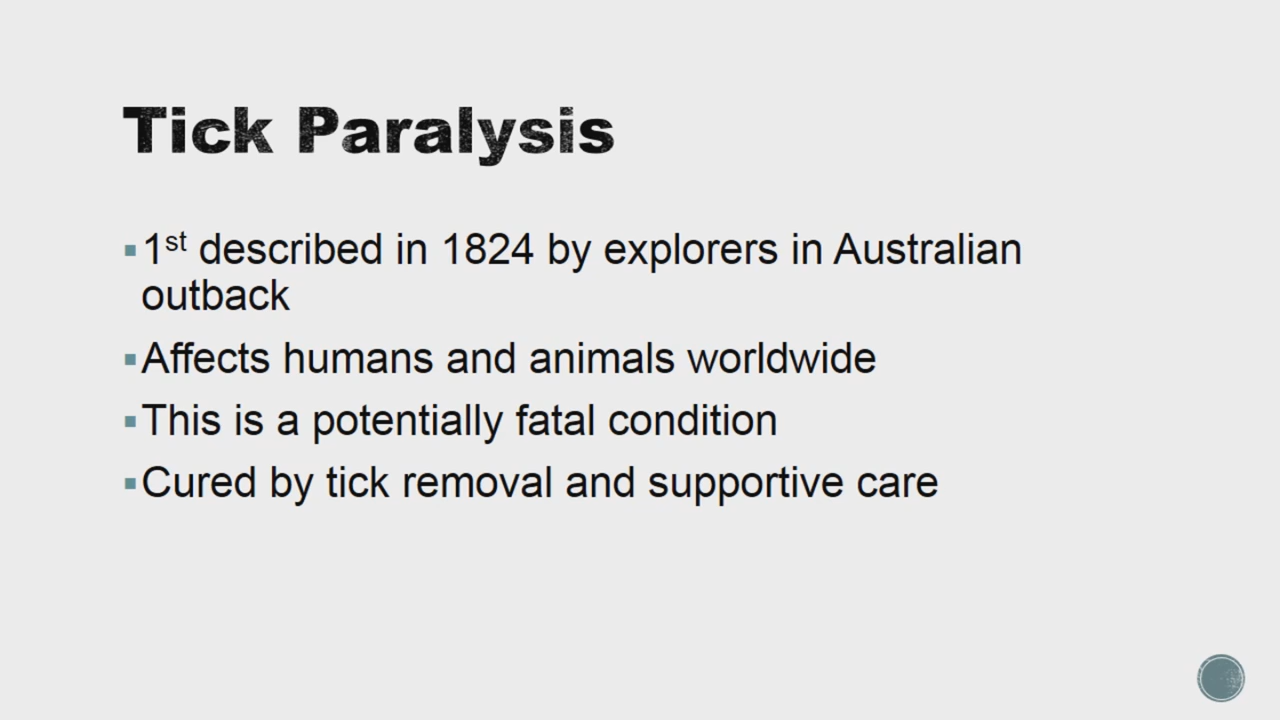 Tick Paralysis
▪1st described in 1824 by explorers in Australian
outback
▪Affects humans and animals worldwide
▪This is a potentially fatal condition
▪Cured by tick removal and supportive care